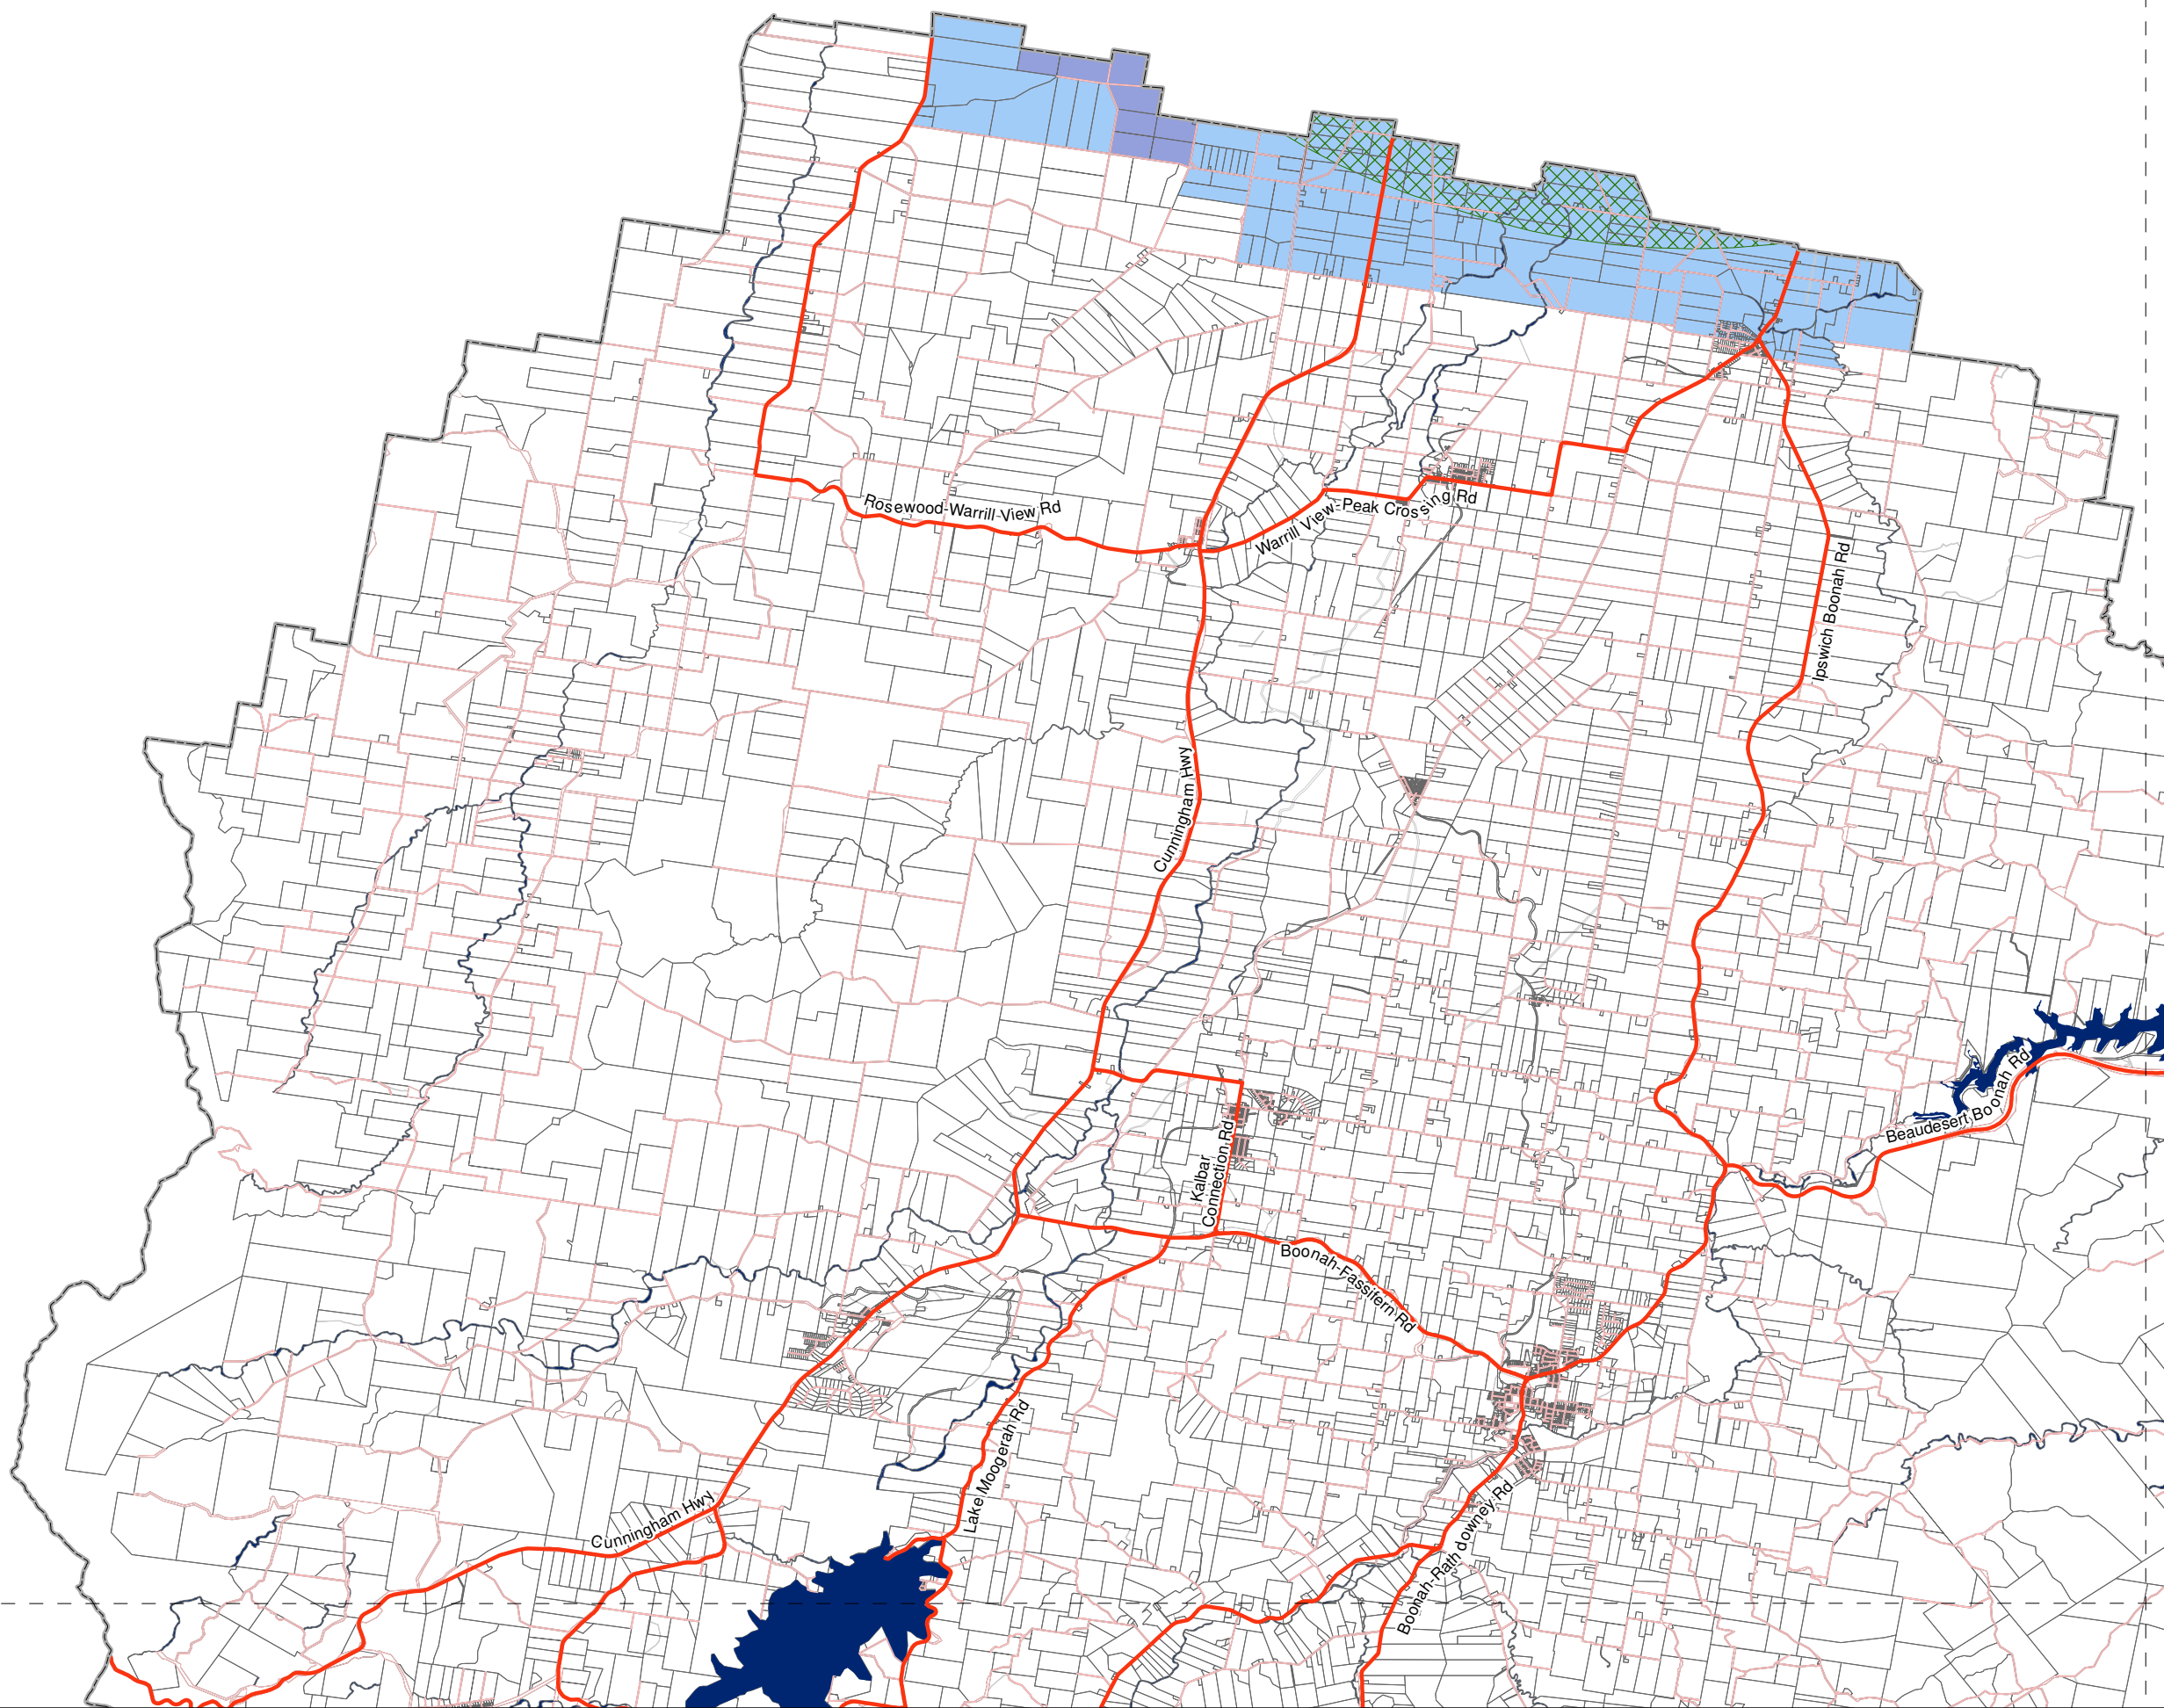 Rosewood-Warrill View Rd
Warrill View-Peak Crossing Rd
Ipswich Boonah Rd
Cunningham Hwy
Beaudesert Boonah Rd
Kalbar
Connection Rd
Boonah-Fassifern Rd
Lake Moogerah Rd
Cunningham Hwy
Boonah-Rathdowney Rd